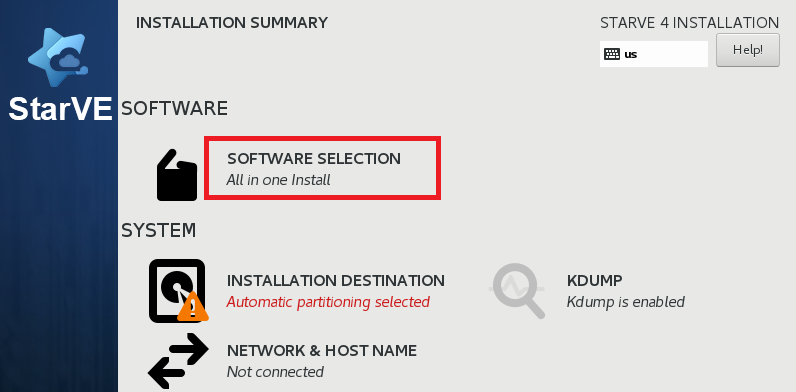 INSTALLATION SUMMARY
STARVE 4 INSTALLATION
us
Help!
StarVE
SOFTWARE
SOFTWARE SELECTION
All in one Install
SYSTEM
INSTALLATION DESTINATION
Automatic partitioning selected
KDUMP
Kdump is enabled
NETWORK & HOST NAME
Not connected